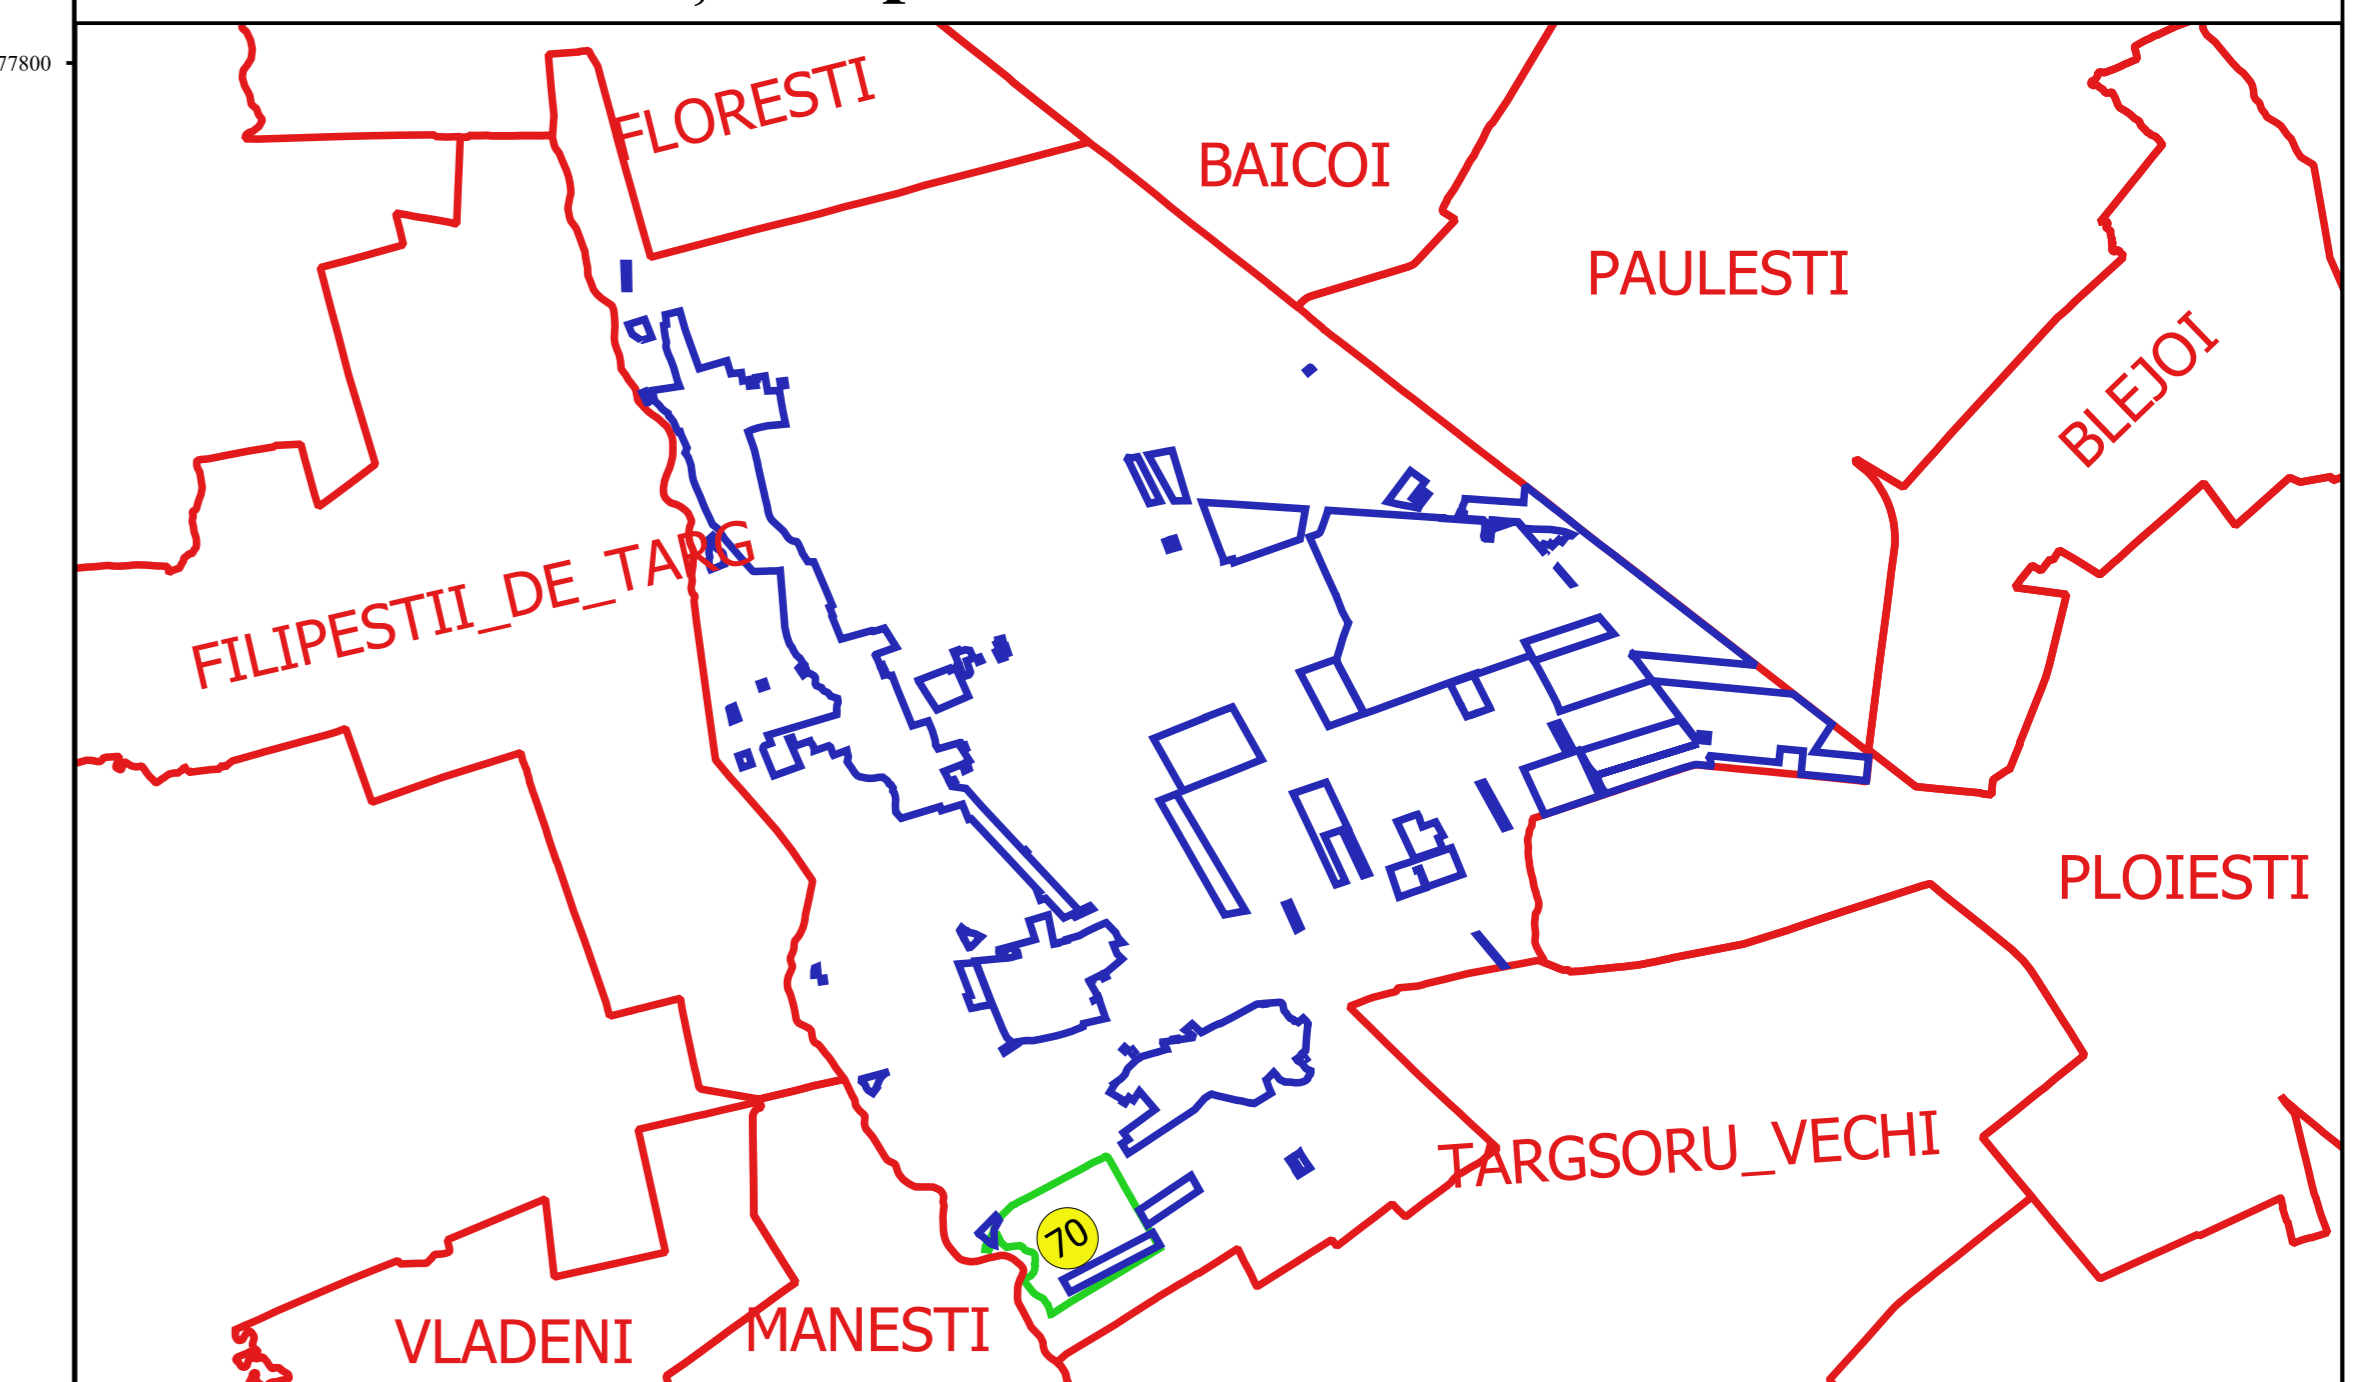 77800
FLORESTI
BAICOI
PAULESTI
BLEJOI
FILIPESTII_DE_TARG
PLOIESTI
TARGSORU_VECHI
70
VLADENI
MANESTI